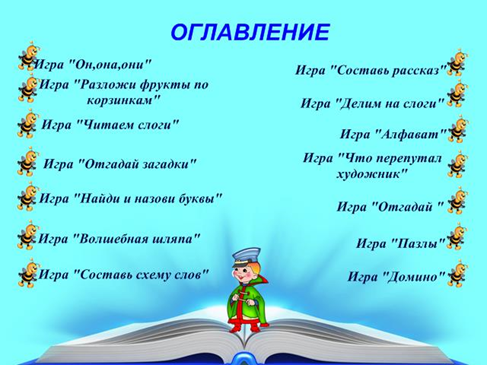 ОГЛАВЛЕНИЕ
Игра "Он,она,они"
Игра "Разложи фрукты по
корзинкам"
Игра "Читаем слоги"
Игра "Отгадай загадки"
Игра "Найди и назови буквы"
Игра "Волшебная шляпа"
Игра "Составь схему слов"
Игра "Составь рассказ"
Игра "Делим на слоги"
Игра "Алфават"
Игра "Что перепутал
художник"
Игра "Отгадай "
Игра "Пазлы"
Игра "Домино"